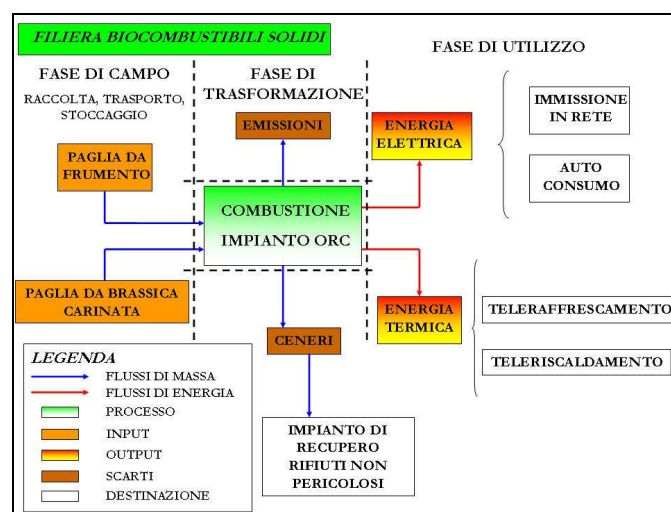 FILIERA BIOCOMBUSTIBILI SOLIDI
FASE DI CAMPO
RACCOLTA, TRASPORTO,
STOCCAGGIO
FASE DI
TRASFORMAZIONE
FASE DI UTILIZZO
EMISSIONI
ENERGIA
ELETTRICA
IMMISSIONE
IN RETE
AUTO
CONSUMO
PAGLIA DA
FRUMENTO
COMBUSTIONE
IMPIANTO ORC
PAGLIA DA BRASSICA
CARINATA
ENERGIA
TERMICA
TELERAFFRESCAMENTO
TELERISCALDAMENTO
CENERI
IMPIANTO DI
RECUPERO
RIFIUTI NON
PERICOLOSI
LEGENDA
FLUSSI DI MASSA
FLUSSI DI ENERGIA
PROCESSO
INPUT
OUTPUT
SCARTI
DESTINAZIONE